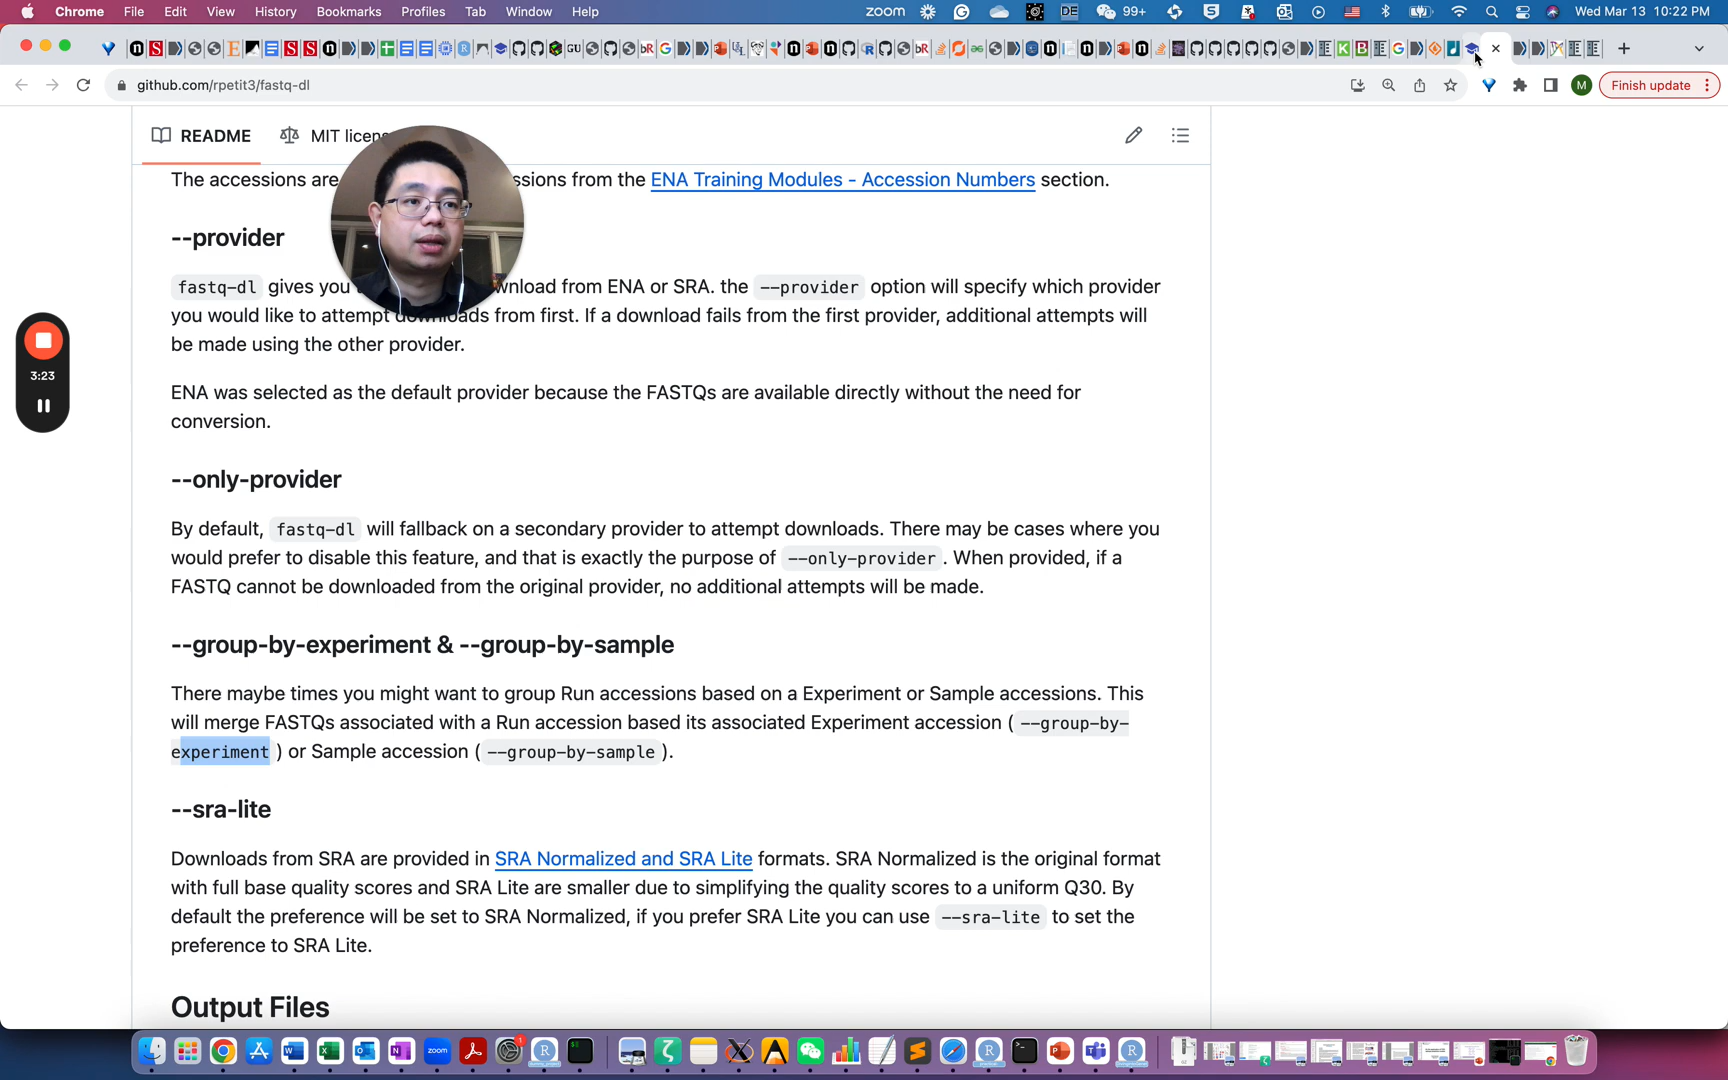 Chrome File Edit View History Bookmarks Profiles Tab Window Help zoom 99+ Wed Mar 13 10:22 PM
github.com/rpetit3/fastq-dl M Finish update
README MIT licens
The accessions are ssions from the ENA Training Modules - Accession Numbers section.
--provider
fastq-dl gives you wnload from ENA or SRA. the --provider option will specify which provider
you would like to attempt downloads from first. If a download fails from the first provider, additional attempts will
be made using the other provider.
3:23
ENA was selected as the default provider because the FASTQs are available directly without the need for
conversion.
--only-provider
By default, fastq-dl will fallback on a secondary provider to attempt downloads. There may be cases where you
would prefer to disable this feature, and that is exactly the purpose of --only-provider . When provided, if a
FASTQ cannot be downloaded from the original provider, no additional attempts will be made.
--group-by-experiment & --group-by-sample
There maybe times you might want to group Run accessions based on a Experiment or Sample accessions. This
will merge FASTQs associated with a Run accession based its associated Experiment accession ( --group-by-
experiment ) or Sample accession ( --group-by-sample ).
--sra-lite
Downloads from SRA are provided in SRA Normalized and SRA Lite formats. SRA Normalized is the original format
with full base quality scores and SRA Lite are smaller due to simplifying the quality scores to a uniform Q30. By
default the preference will be set to SRA Normalized, if you prefer SRA Lite you can use --sra-lite to set the
preference to SRA Lite.
Output Files